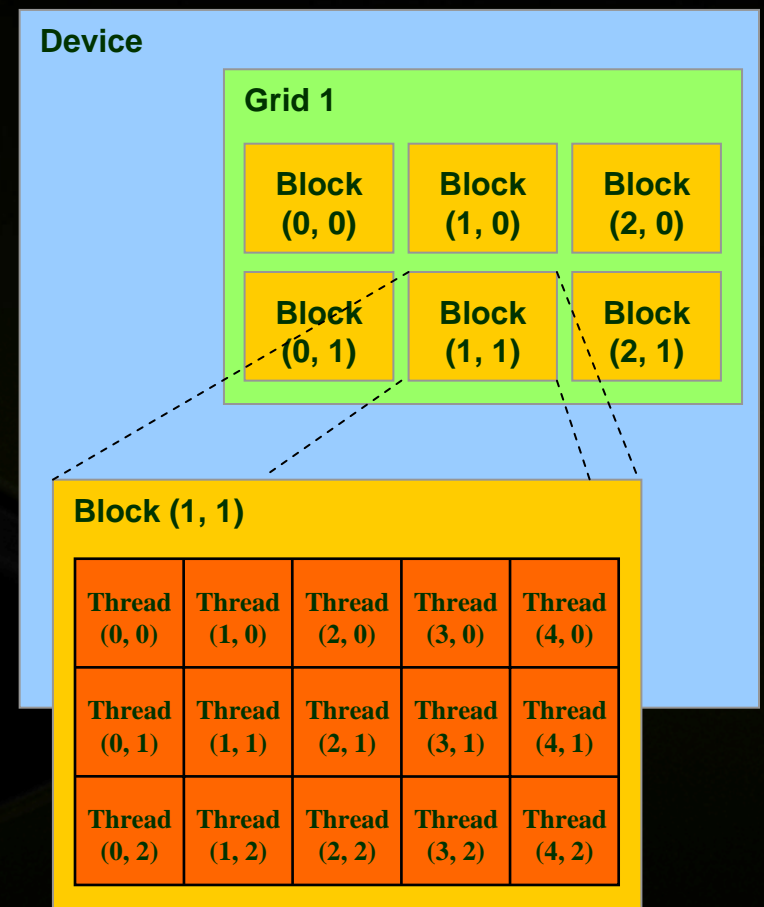 Device
Grid 1
Block Block Block
(0, 0) (1, 0) (2, 0)
Block Block Block
(0, 1) (1, 1) (2, 1)
Block (1, 1)
Thread Thread Thread Thread Thread
(0, 0) (1, 0) (2, 0) (3, 0) (4, 0)
Thread Thread Thread Thread Thread
(0, 1) (1, 1) (2, 1) (3, 1) (4, 1)
Thread Thread Thread Thread Thread
(0, 2) (1, 2) (2, 2) (3, 2) (4, 2)